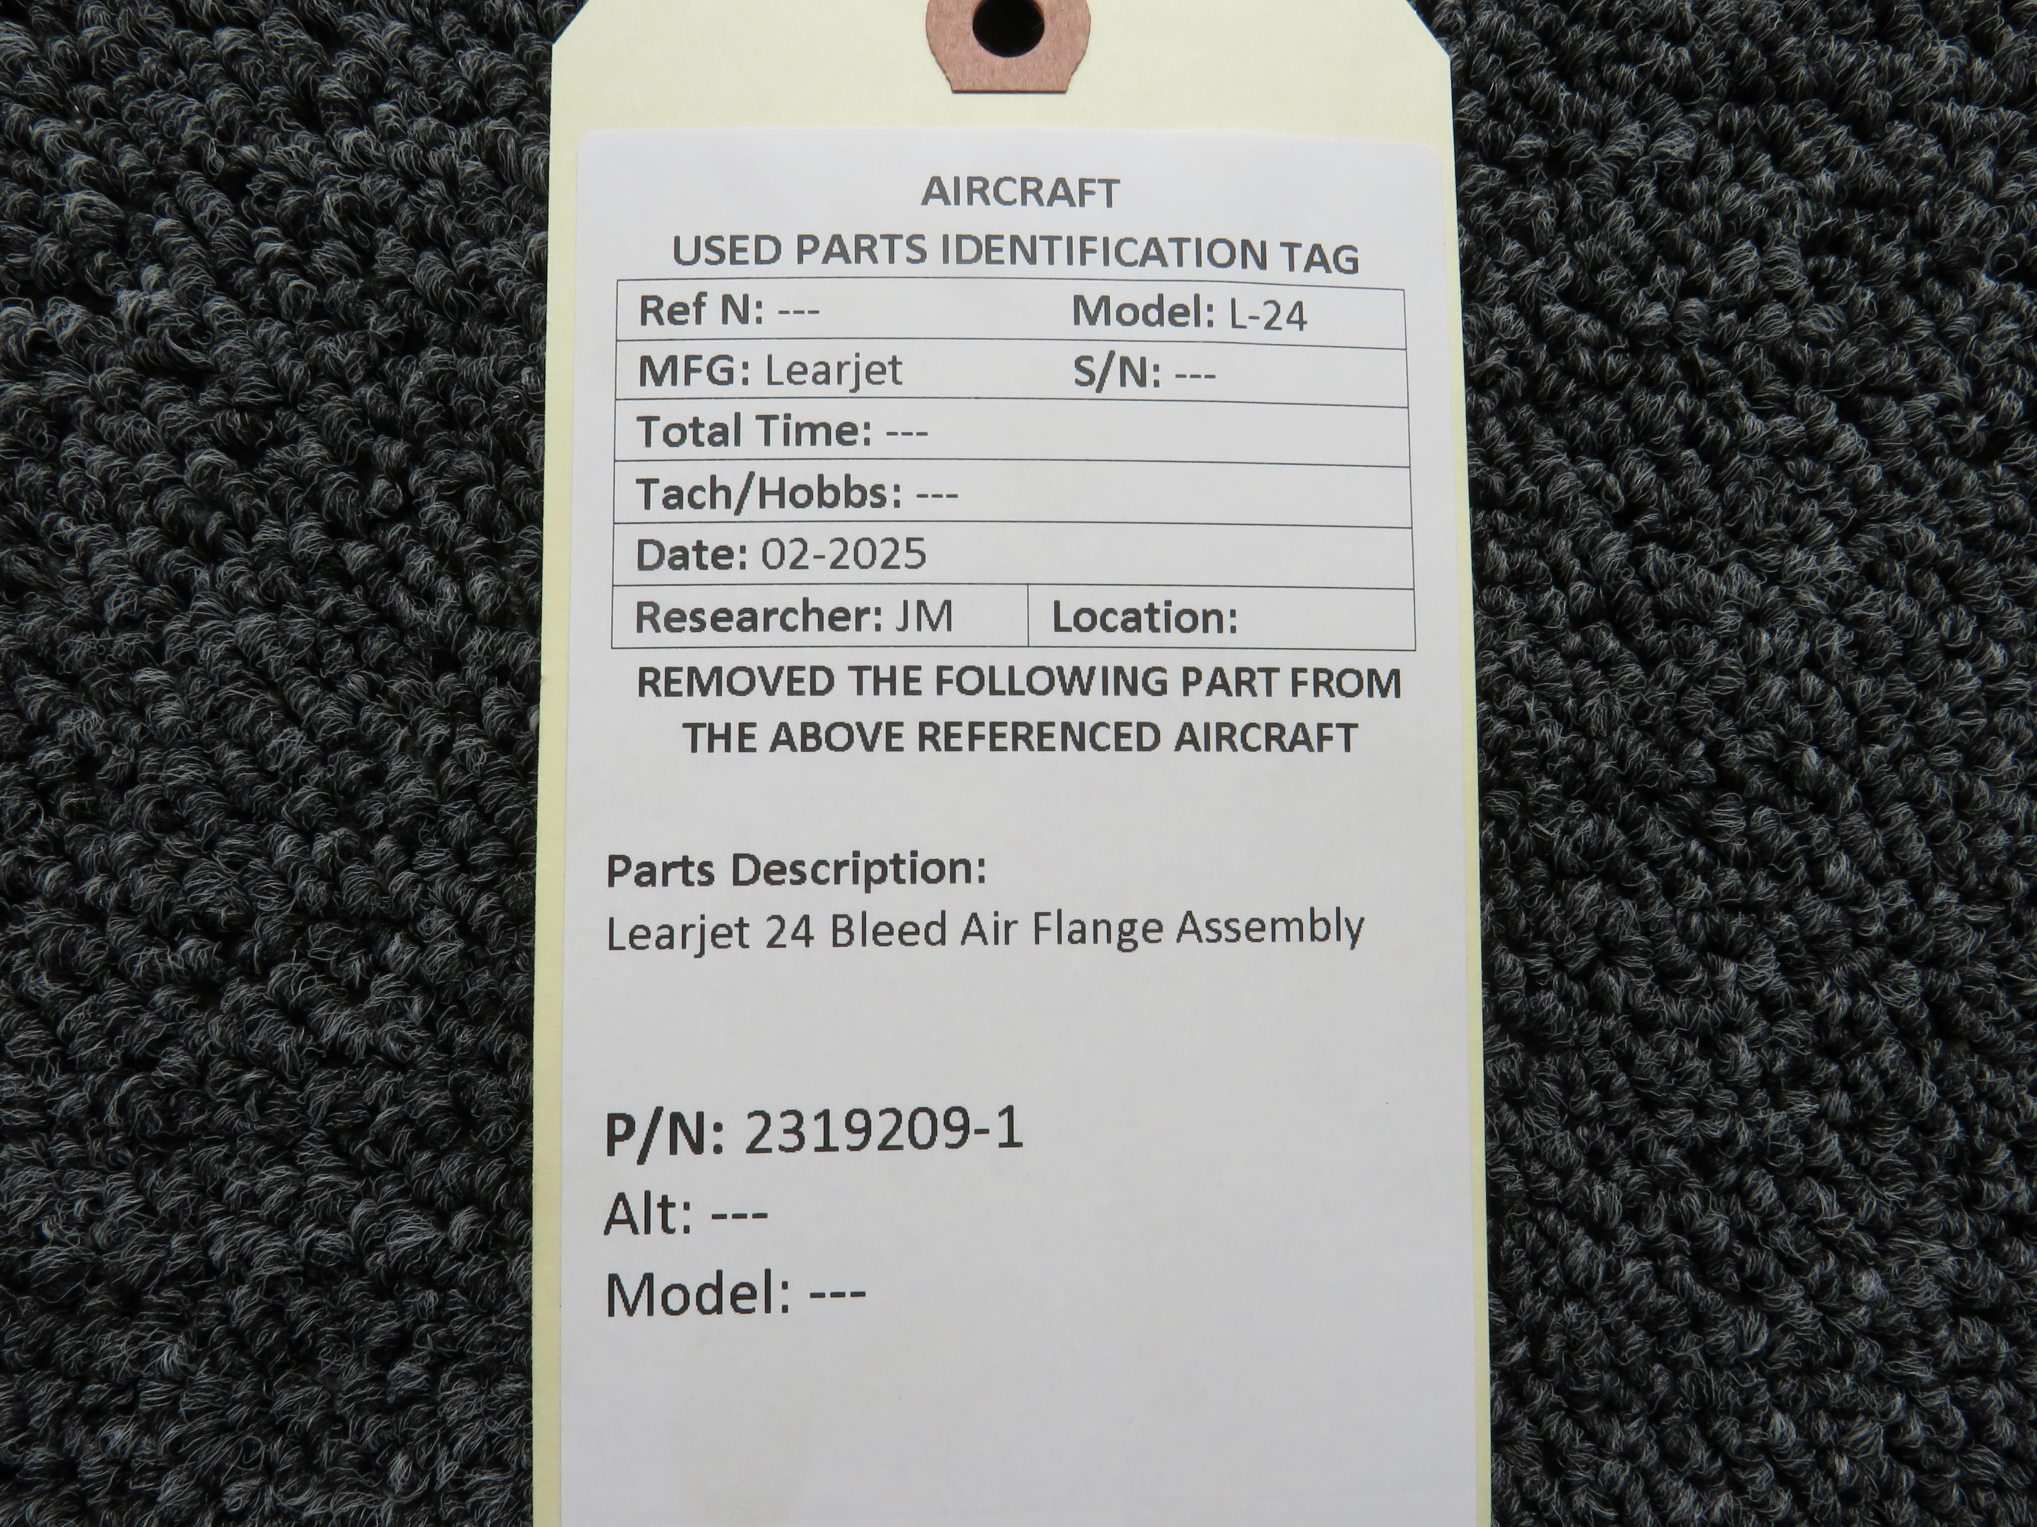 AIRCRAFT
USED PARTS IDENTIFICATION TAG
Ref N: --- Model: L-24
MFG: Learjet S/N: ---
Total Time: ---
Tach/Hobbs: ---
Date: 02-2025
Researcher: JM Location:
REMOVED THE FOLLOWING PART FROM
THE ABOVE REFERENCED AIRCRAFT
Parts Description:
Learjet 24 Bleed Air Flange Assembly
P/N: 2319209-1
Alt: ---
Model: ---